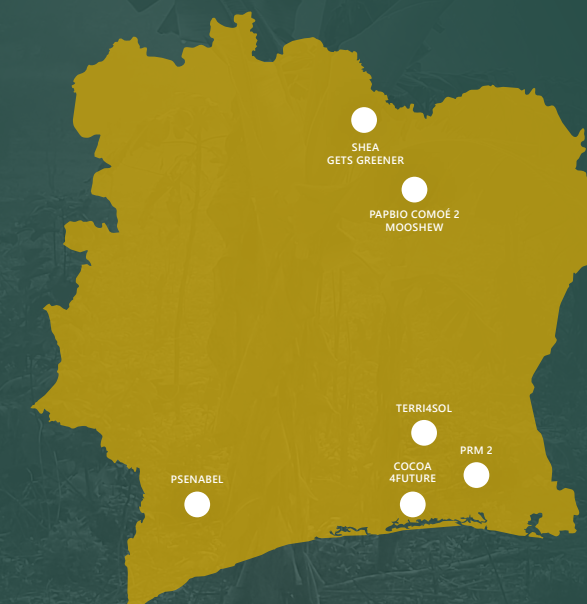 SHEA
GETS GREENER
PAPBIO COMOÉ 2
MOOSHEW
TERRI4SOL
PRM 2
COCOA
4FUTURE
PSENABEL